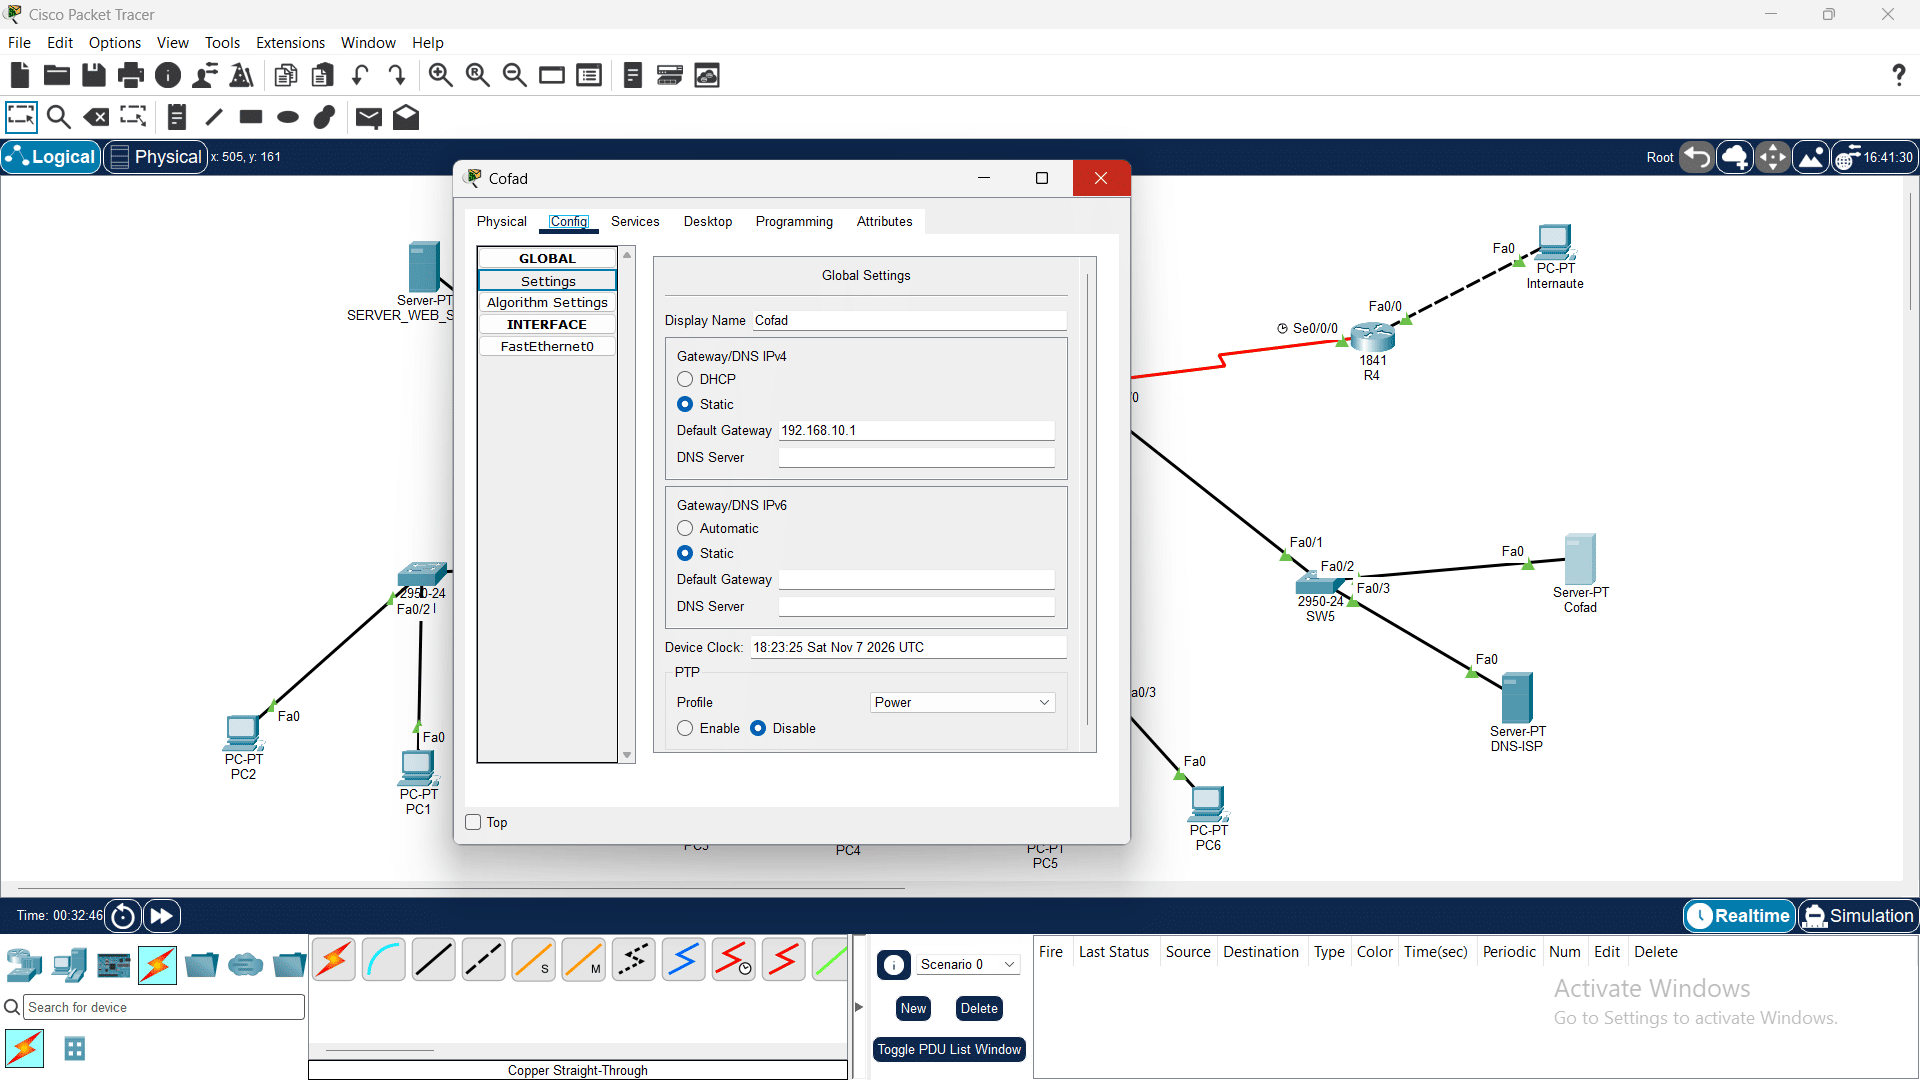 Cisco Packet Tracer
File Edit Options View Tools Extensions Window Help
Logical Physical x: 505, y: 161 Root 16:41:30
Cofad
Physical Config Services Desktop Programming Attributes
GLOBAL
Settings
Algorithm Settings
INTERFACE
FastEthernet0
Global Settings
Display Name Cofad
Gateway/DNS IPv4
DHCP
Static
Default Gateway 192.168.10.1
DNS Server
Gateway/DNS IPv6
Automatic
Static
Default Gateway
DNS Server
Device Clock: 18:23:25 Sat Nov 7 2026 UTC
PTP
Profile Power
Enable Disable
Top
Server-PT
SERVER_WEB_S
2950-24
Fa0/2
Fa0
PC-PT
PC2
Fa0
PC-PT
PC1
PC3
PC4
PC-PT
PC5
Fa0
PC-PT
Internaute
Fa0/0
Se0/0/0
1841
R4
/0
Fa0/1
Fa0/2
Fa0/3
2950-24
SW5
Fa0
Server-PT
Cofad
Fa0
Server-PT
DNS-ISP
a0/3
Fa0
PC-PT
PC6
Time: 00:32:46 Realtime Simulation
Search for device
S
M
Copper Straight-Through
Scenario 0
New Delete
Toggle PDU List Window
Fire Last Status Source Destination Type Color Time(sec) Periodic Num Edit Delete
Activate Windows
Go to Settings to activate Windows.